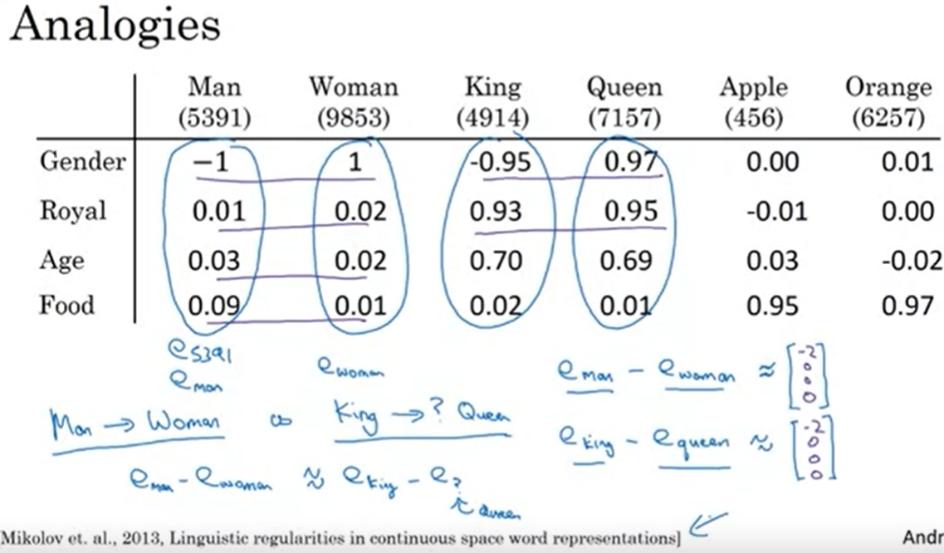 Analogies
Man Woman King Queen Apple Orange
(5391) (9853) (4914) (7157) (456) (6257)
Gender −1 1 -0.95 0.97 0.00 0.01
Royal 0.01 0.02 0.93 0.95 -0.01 0.00
Age 0.03 0.02 0.70 0.69 0.03 -0.02
Food 0.09 0.01 0.02 0.01 0.95 0.97
e5391
eman ewoman
eman − ewoman ≈ [-2 0 0 0]
Man → Woman as King → ? Queen
eking − equeen ≈ [-2 0 0 0]
eman − ewoman ≈ eking − e?
↑ Queen
Mikolov et. al., 2013, Linguistic regularities in continuous space word representations]
Andr